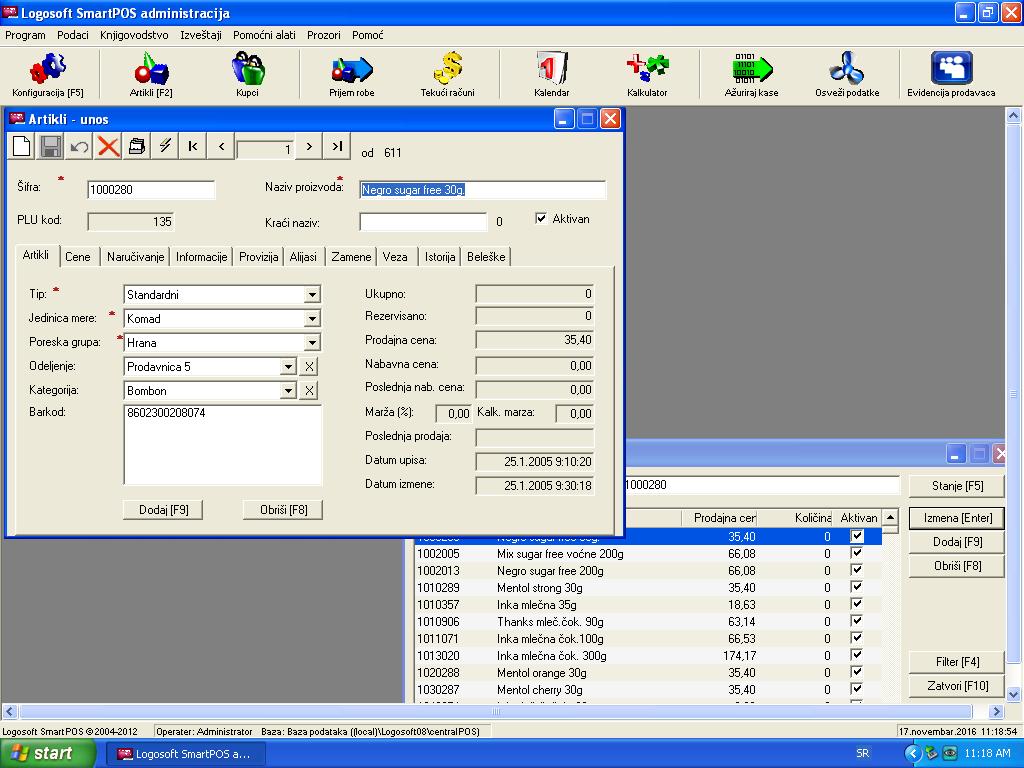 Logosoft SmartPOS administracija
Program Podaci Knjigovodstvo Izveštaji Pomoćni alati Prozori Pomoć
Konfiguracija [F5] Artikli [F2] Kupci Prijem robe Tekući računi Kalendar Kalkulator Ažuriraj kase Osveži podatke Evidencija prodavaca
Artikli - unos
1 od 611
Šifra: * 1000280 Naziv proizvoda: * Negro sugar free 30g.
PLU kod: 135 Kraći naziv: 0 Aktivan
Artikli Cene Naručivanje Informacije Provizija Alijasi Zamene Veza Istorija Beleške
Tip: * Standardni Ukupno: 0
Jedinica mere: * Komad Rezervisano: 0
Poreska grupa: * Hrana Prodajna cena: 35,40
Odeljenje: Prodavnica 5 X Nabavna cena: 0,00
Kategorija: Bombon X Poslednja nab. cena: 0,00
Barkod: 8602300208074 Marža (%): 0,00 Kalk. marza: 0,00
Poslednja prodaja:
Datum upisa: 25.1.2005 9:10:20
Datum izmene: 25.1.2005 9:30:18
Dodaj [F9] Obriši [F8]
1000280 Stanje [F5]
Prodajna cer Količina Aktivan Izmena [Enter]
35,40 0
1002005 Mix sugar free voćne 200g 66,08 0 Dodaj [F9]
1002013 Negro sugar free 200g 66,08 0 Obriši [F8]
1010289 Mentol strong 30g 35,40 0
1010357 Inka mlečna 35g 18,63 0
1010906 Thanks mleč.čok. 90g 63,14 0
1011071 Inka mlečna čok.100g 66,53 0
1013020 Inka mlečna čok. 300g 174,17 0 Filter [F4]
1020288 Mentol orange 30g 35,40 0
1030287 Mentol cherry 30g 35,40 0 Zatvori [F10]
Logosoft SmartPOS ©2004-2012 Operater: Administrator Baza: Baza podataka ((local)\Logosoft08\centralPOS) 17.novembar.2016 11:18:54
start Logosoft SmartPOS a... SR 11:18 AM